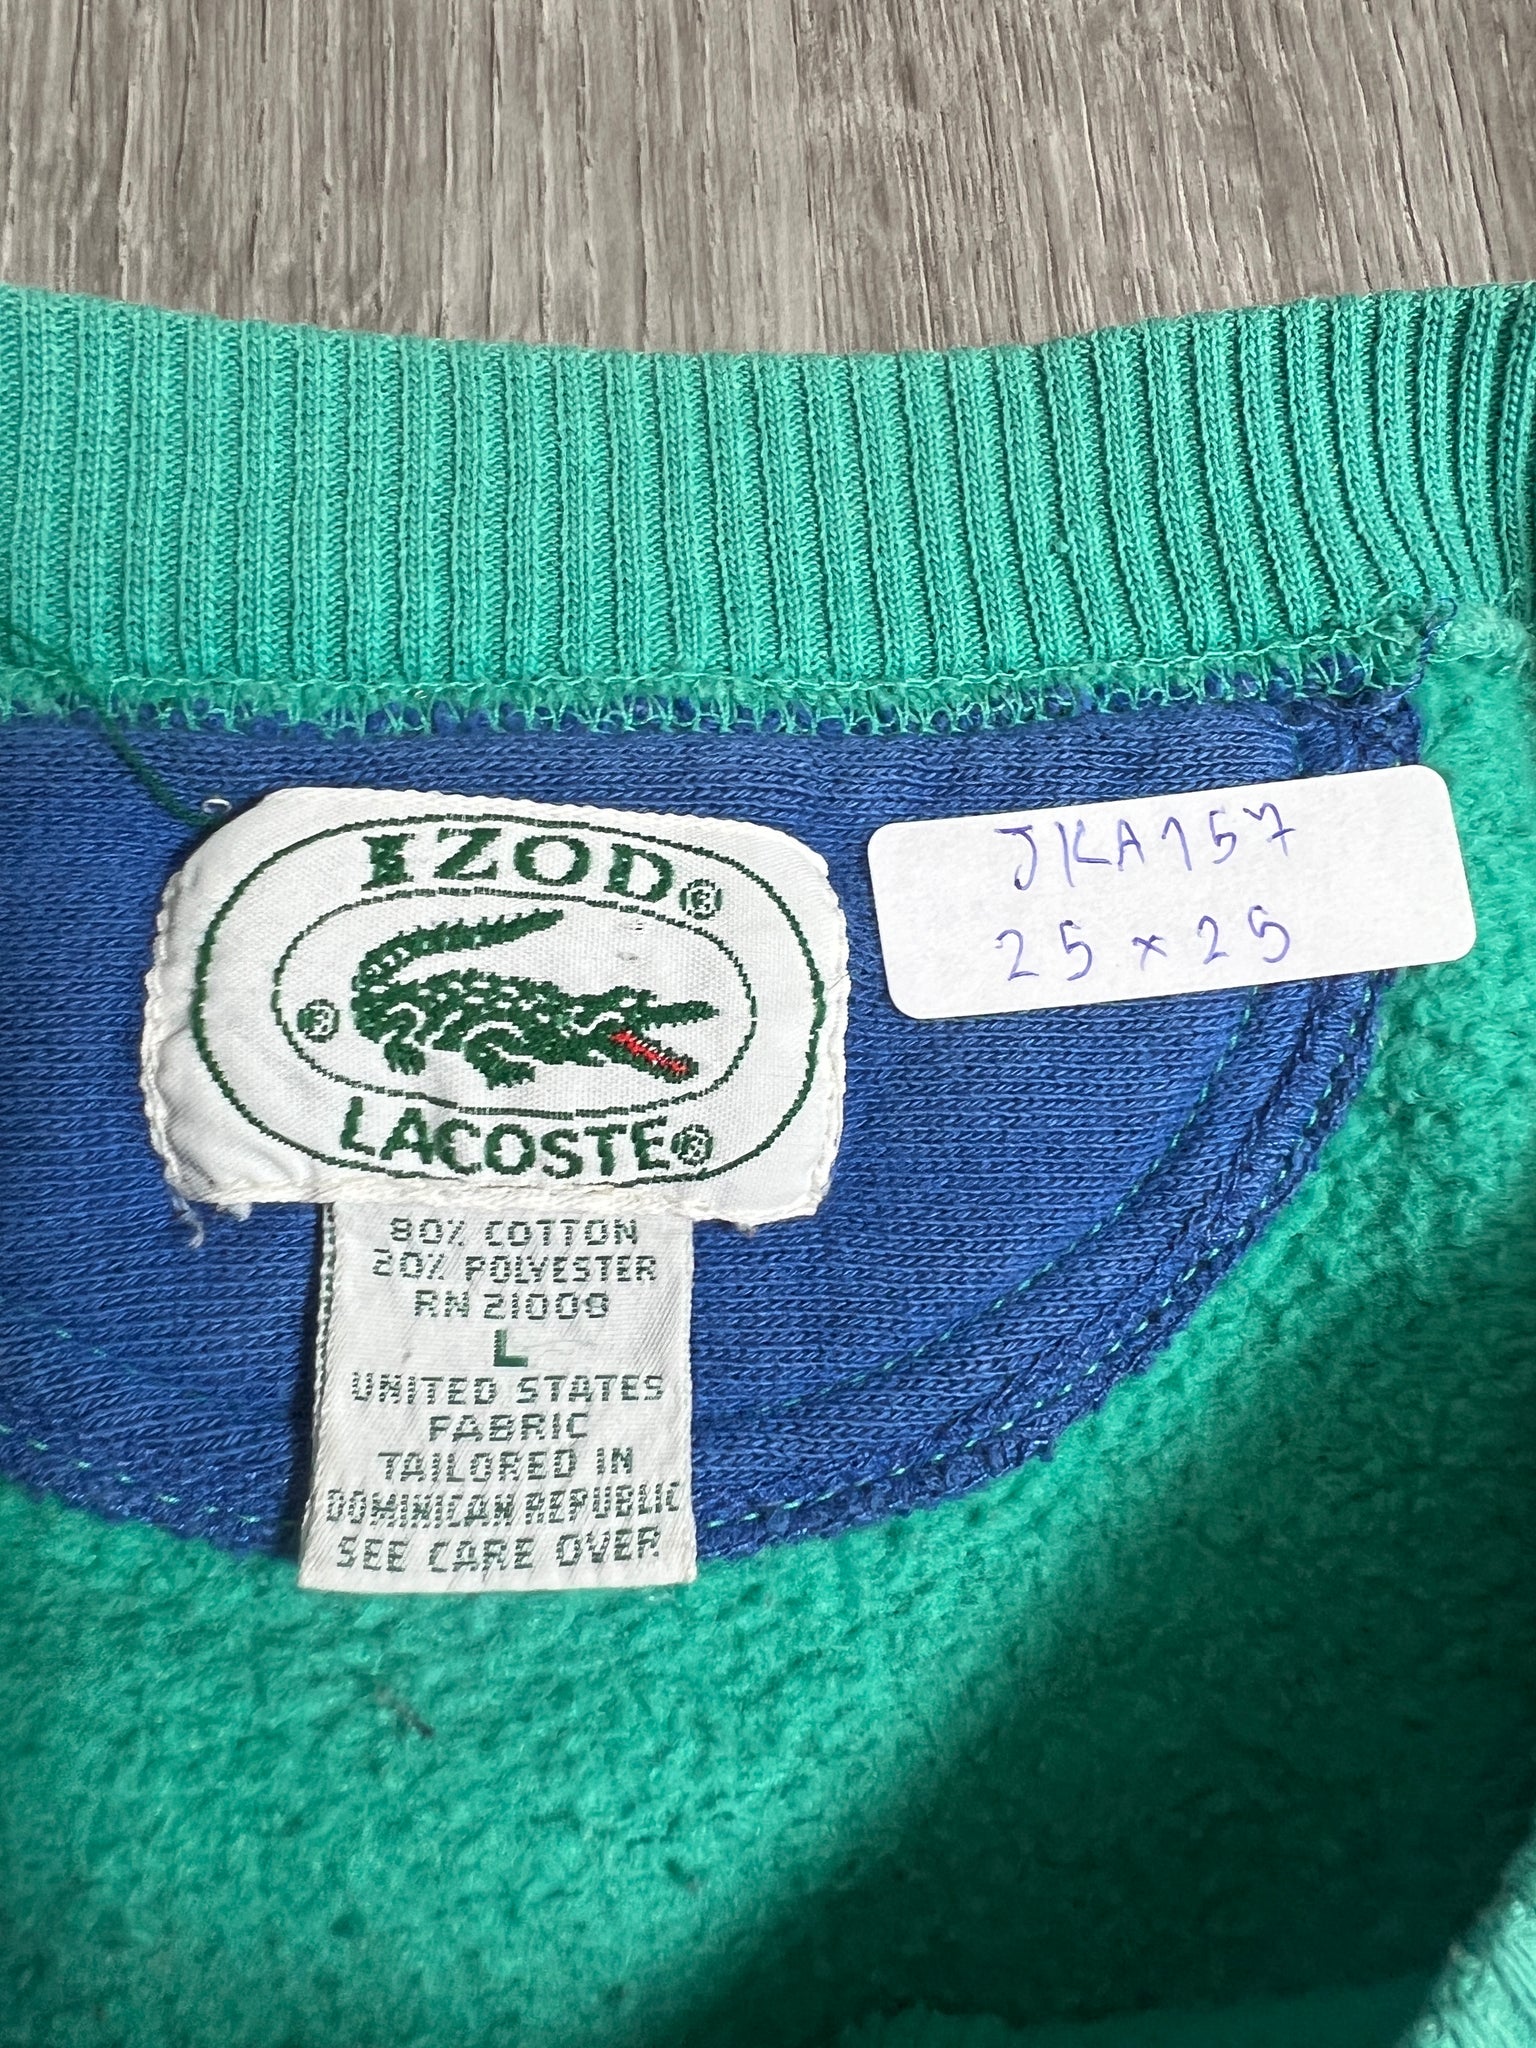 IZOD®
®
LACOSTE®
80% COTTON
20% POLYESTER
RN 21008
L
UNITED STATES
FABRIC
TAILORED IN
DOMINICAN REPUBLIC
SEE CARE OVER
JKA157
25 x 25